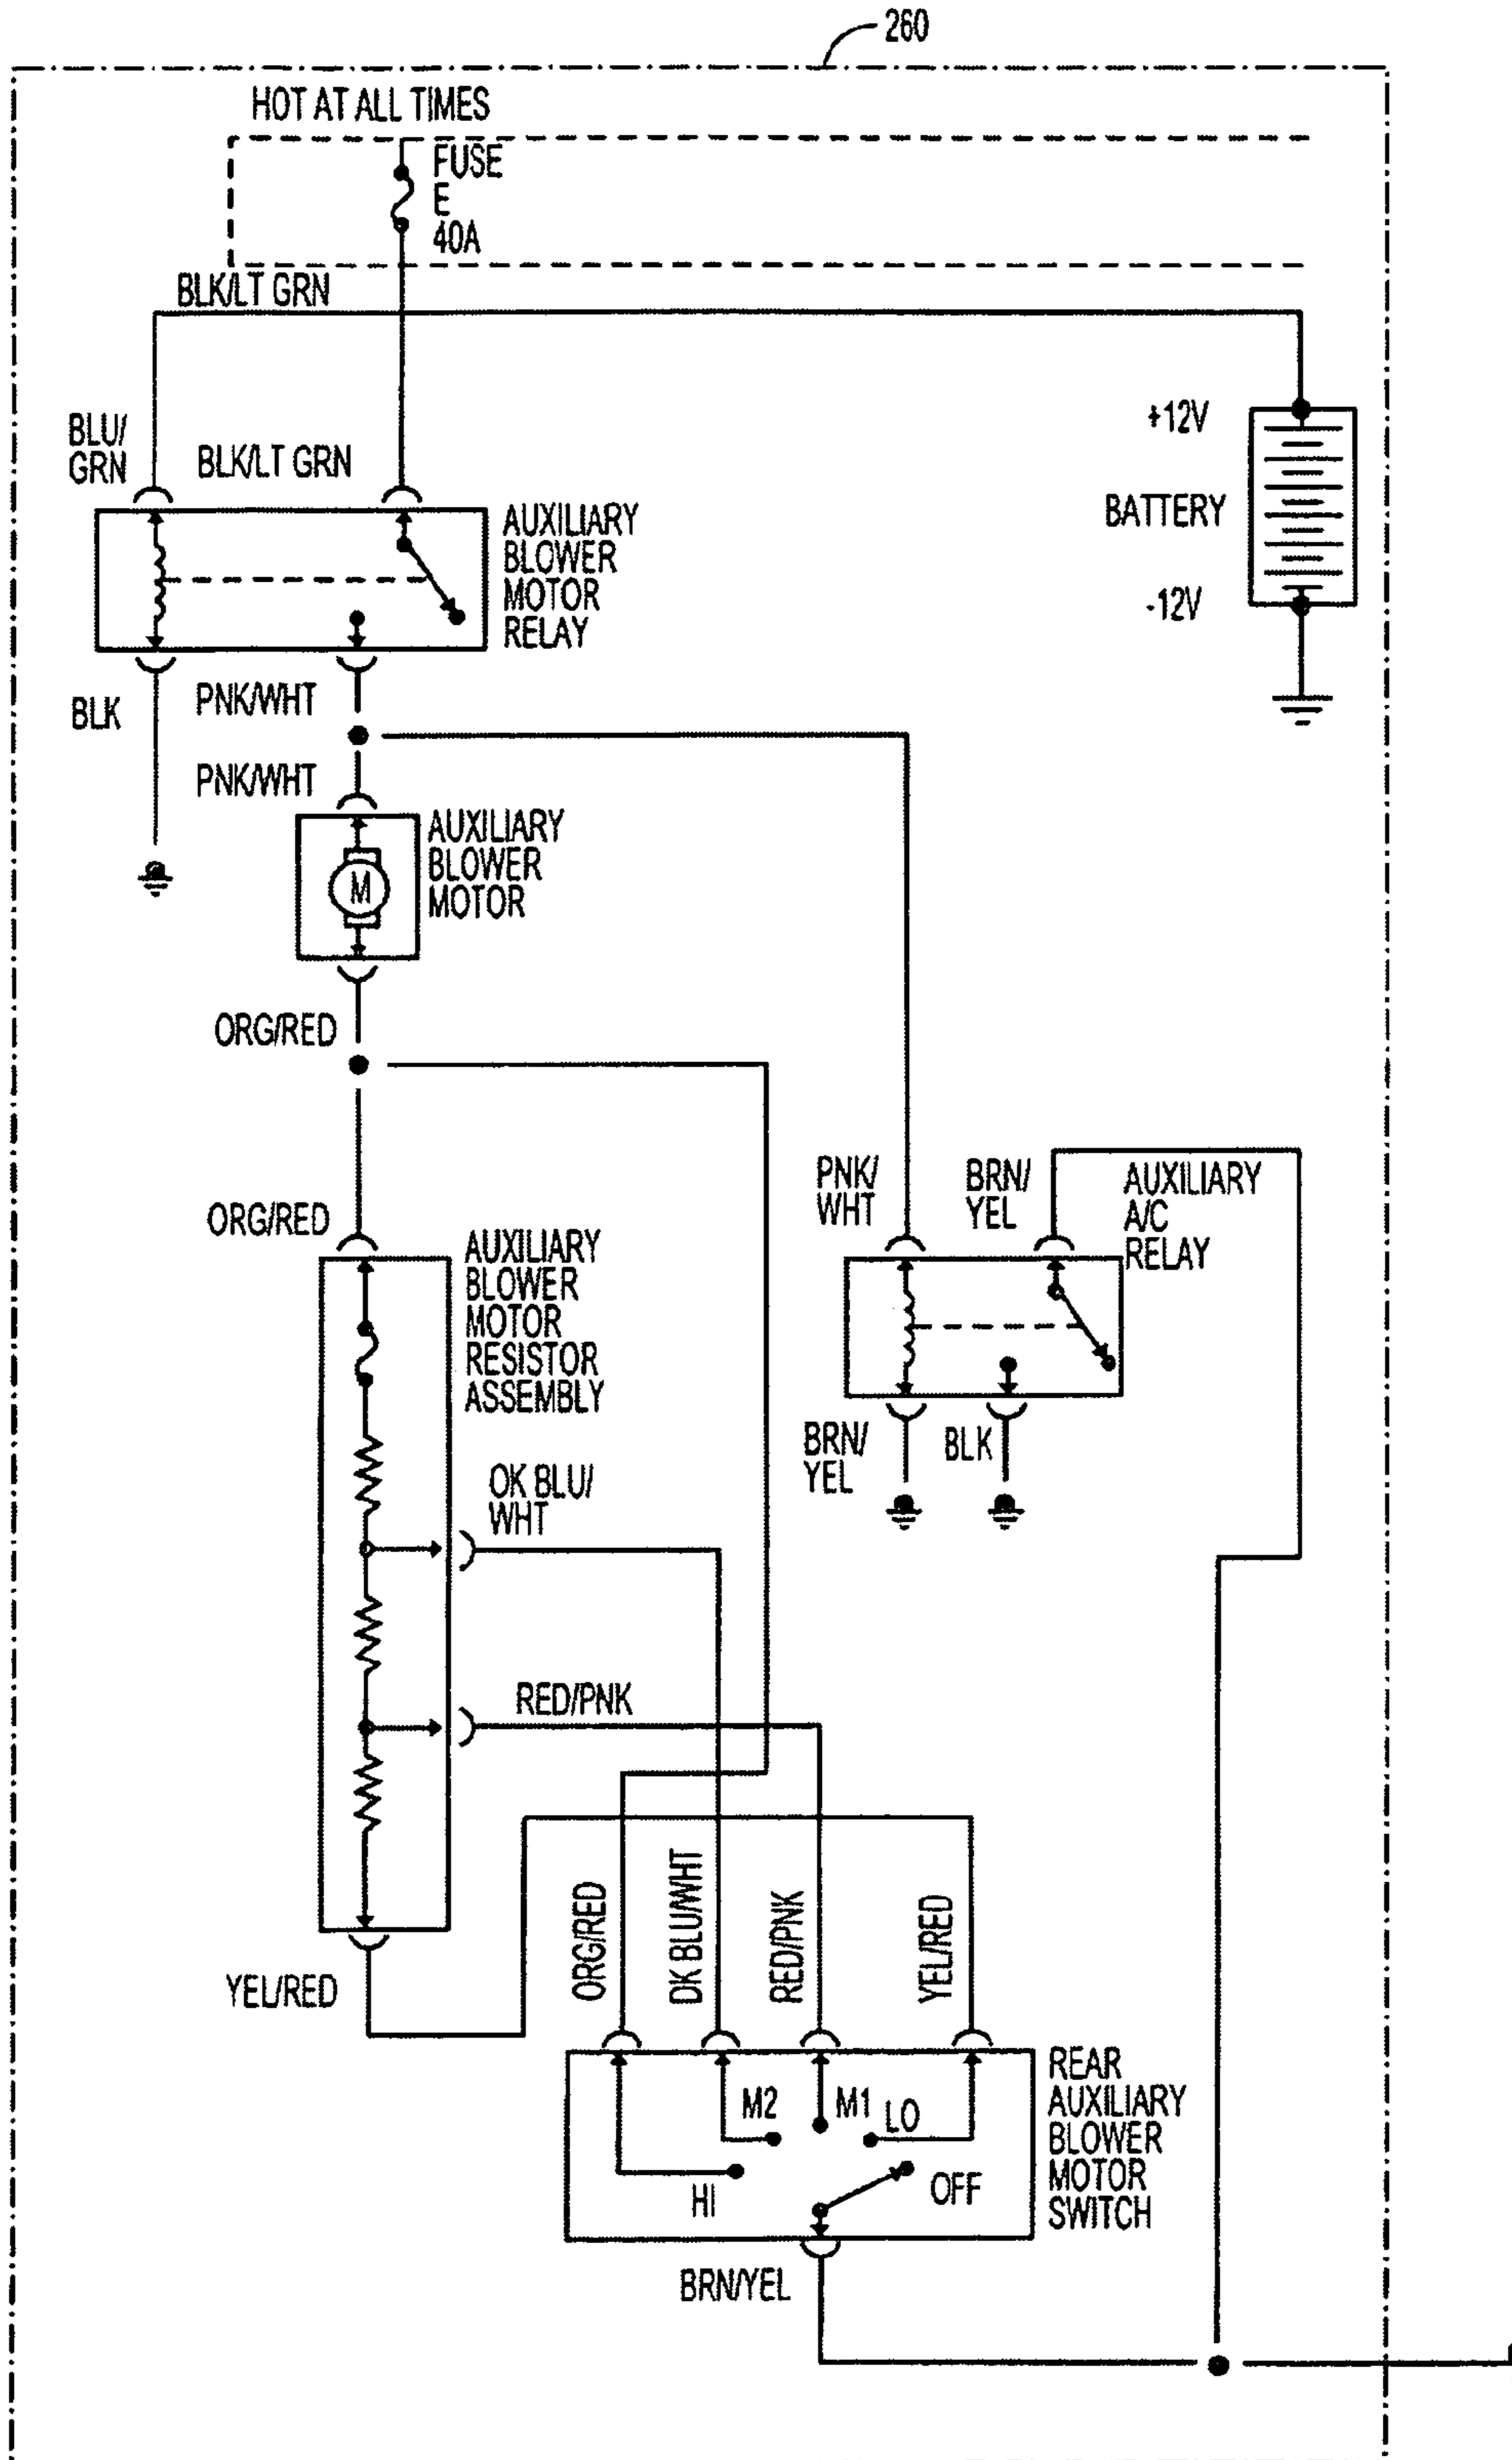 260
HOT AT ALL TIMES
FUSE
E
40A
BLK/LT GRN
BLU/
GRN
BLK/LT GRN
AUXILIARY
BLOWER
MOTOR
RELAY
+12V
BATTERY
-12V
BLK
PNK/WHT
PNK/WHT
AUXILIARY
BLOWER
MOTOR
M
ORG/RED
ORG/RED
AUXILIARY
BLOWER
MOTOR
RESISTOR
ASSEMBLY
PNK/
WHT
BRN/
YEL
AUXILIARY
A/C
RELAY
BRN/
YEL
BLK
OK BLU/
WHT
RED/PNK
YEL/RED
ORG/RED
DK BLU/WHT
RED/PNK
YEL/RED
M2
M1
LO
HI
OFF
REAR
AUXILIARY
BLOWER
MOTOR
SWITCH
BRN/YEL